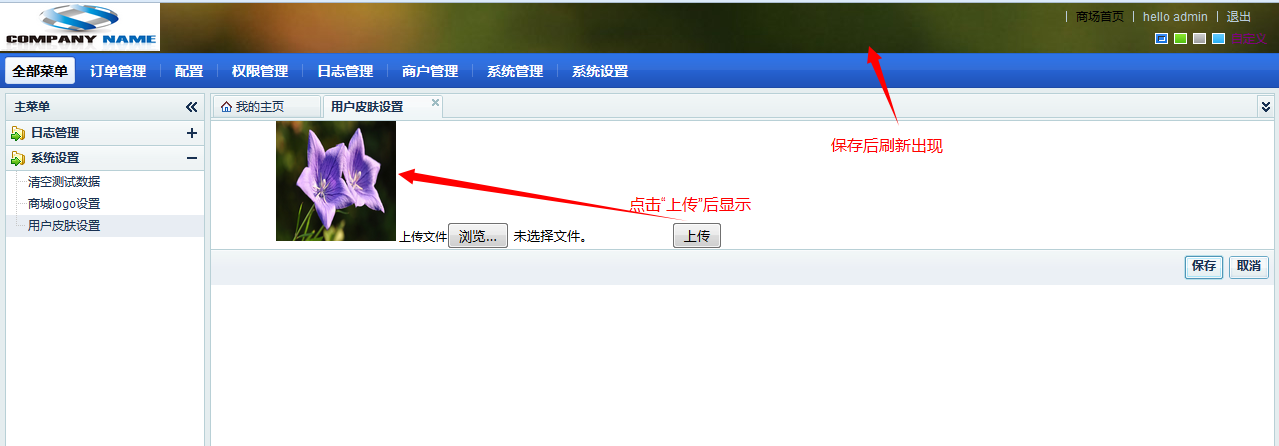 商场首页 | hello admin | 退出
COMPANY NAME
自定义
全部菜单 订单管理 配置 权限管理 日志管理 商户管理 系统管理 系统设置
主菜单
我的主页 用户皮肤设置
日志管理
保存后刷新出现
系统设置
清空测试数据
商城logo设置
点击“上传”后显示
用户皮肤设置
上传文件 浏览... 未选择文件。 上传
保存 取消